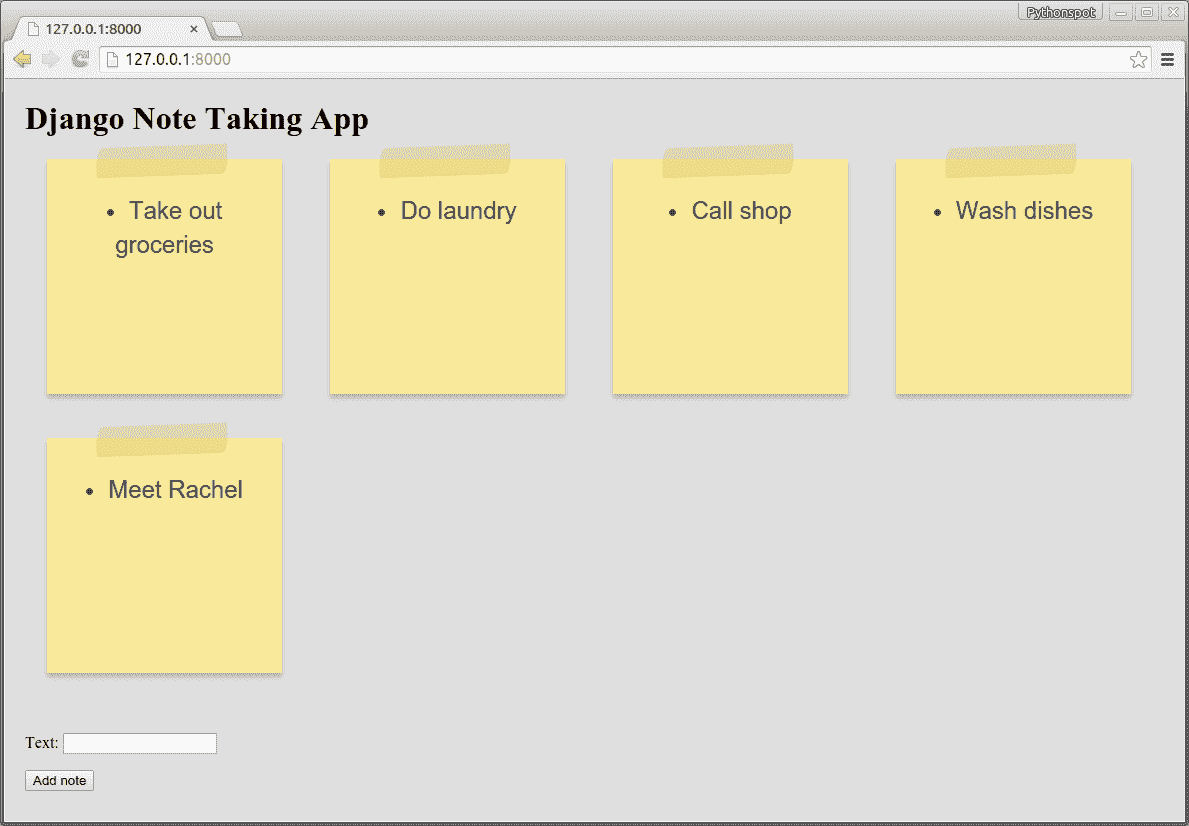 Pythonspot
127.0.0.1:8000
127.0.0.1:8000
Django Note Taking App
• Take out
groceries
• Do laundry
• Call shop
• Wash dishes
• Meet Rachel
Text:
Add note